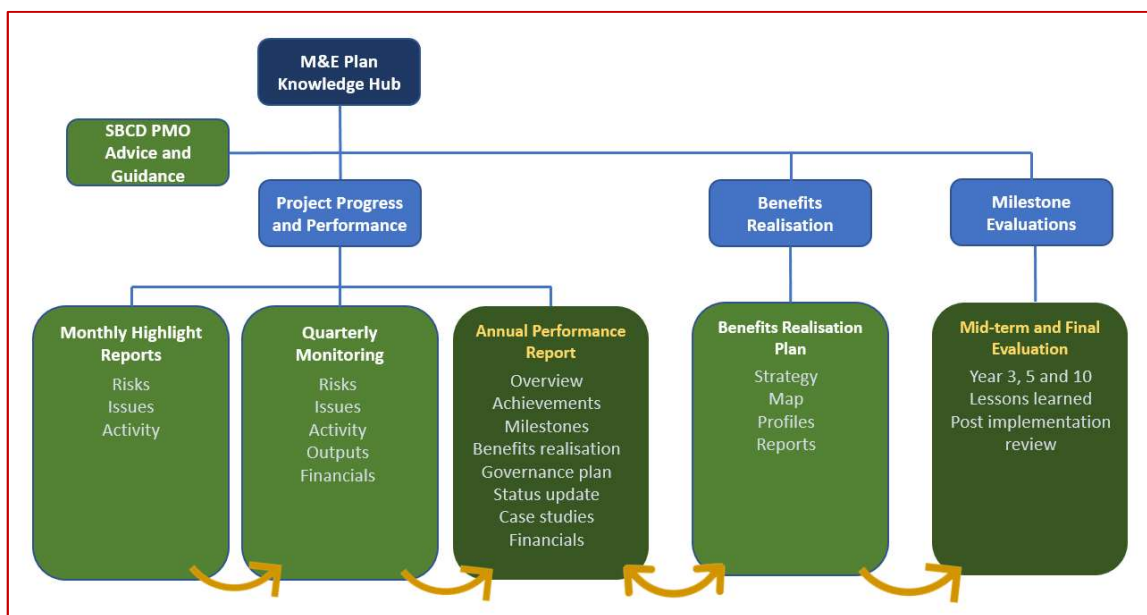 M&E Plan
Knowledge Hub
SBCD PMO
Advice and
Guidance
Project Progress
and Performance
Benefits
Realisation
Milestone
Evaluations
Monthly Highlight
Reports
Risks
Issues
Activity
Quarterly
Monitoring
Risks
Issues
Activity
Outputs
Financials
Annual Performance
Report
Overview
Achievements
Milestones
Benefits realisation
Governance plan
Status update
Case studies
Financials
Benefits Realisation
Plan
Strategy
Map
Profiles
Reports
Mid-term and Final
Evaluation
Year 3, 5 and 10
Lessons learned
Post implementation
review